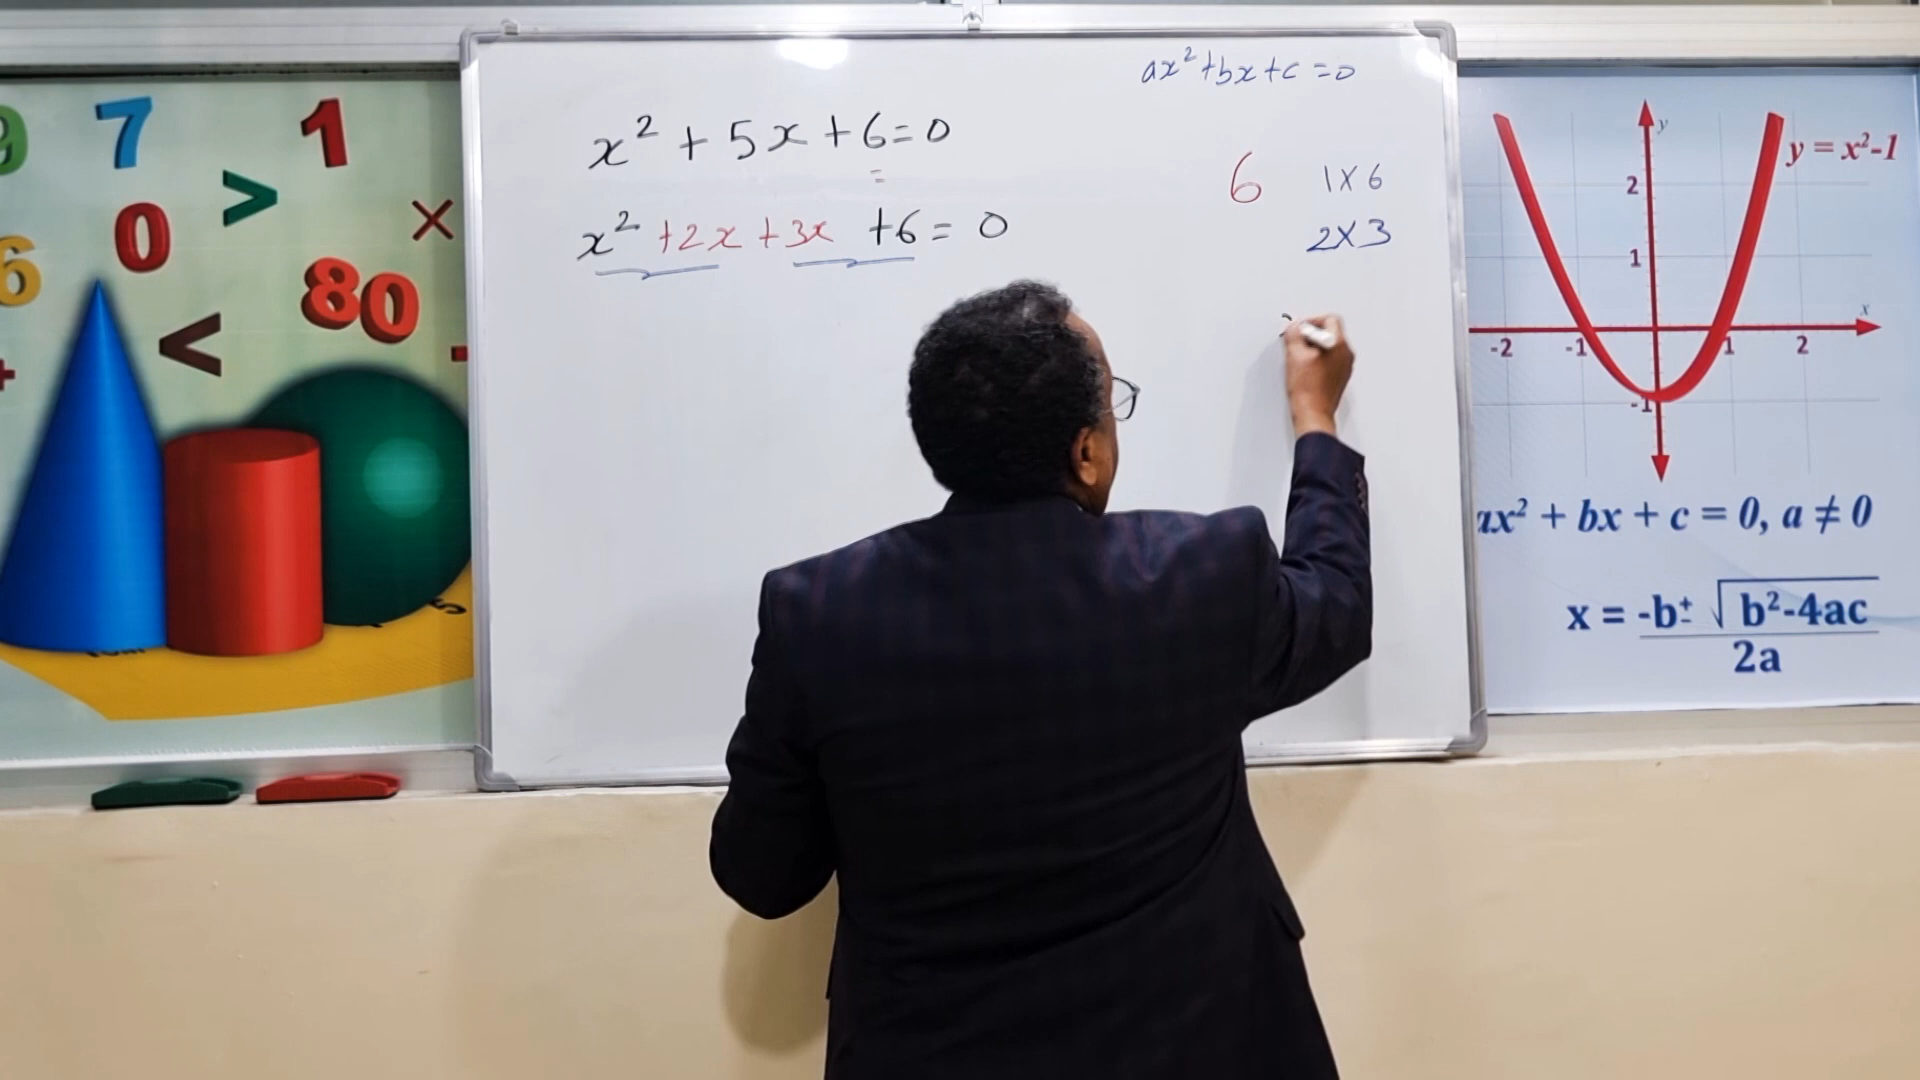 9 7 1
0 > ×
6 80
<
5
ax² + bx + c = 0
x² + 5x + 6 = 0
=
x² + 2x + 3x + 6 = 0
6 1 × 6
2 × 3
y
y = x²-1
2
1
x
-2 -1 1 2
-1
ax² + bx + c = 0, a ≠ 0
x = -b± √b²-4ac
2a